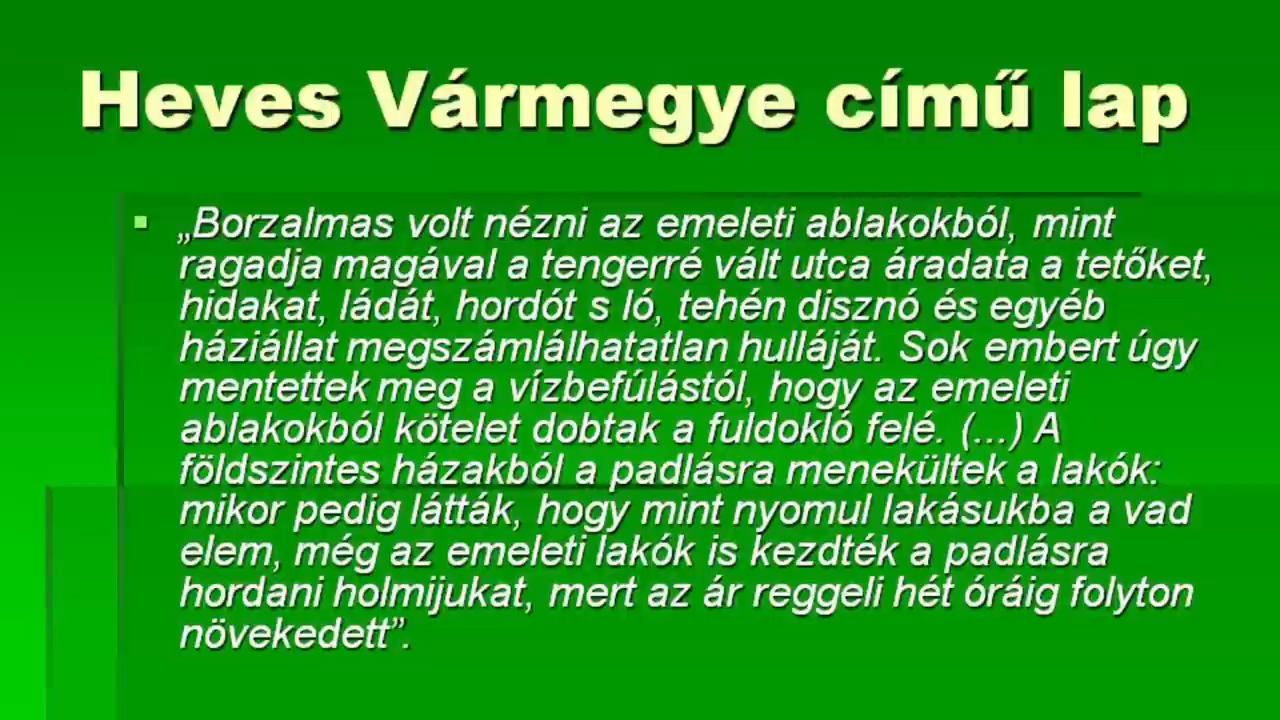 Heves Vármegye című lap
„Borzalmas volt nézni az emeleti ablakokból, mint
ragadja magával a tengerré vált utca áradata a tetőket,
hidakat, ládát, hordót s ló, tehén disznó és egyéb
háziállat megszámlálhatatlan hulláját. Sok embert úgy
mentettek meg a vízbefúlástól, hogy az emeleti
ablakokból kötelet dobtak a fuldokló felé. (...) A
földszintes házakból a padlásra menekültek a lakók:
mikor pedig látták, hogy mint nyomul lakásukba a vad
elem, még az emeleti lakók is kezdték a padlásra
hordani holmijukat, mert az ár reggeli hét óráig folyton
növekedett”.